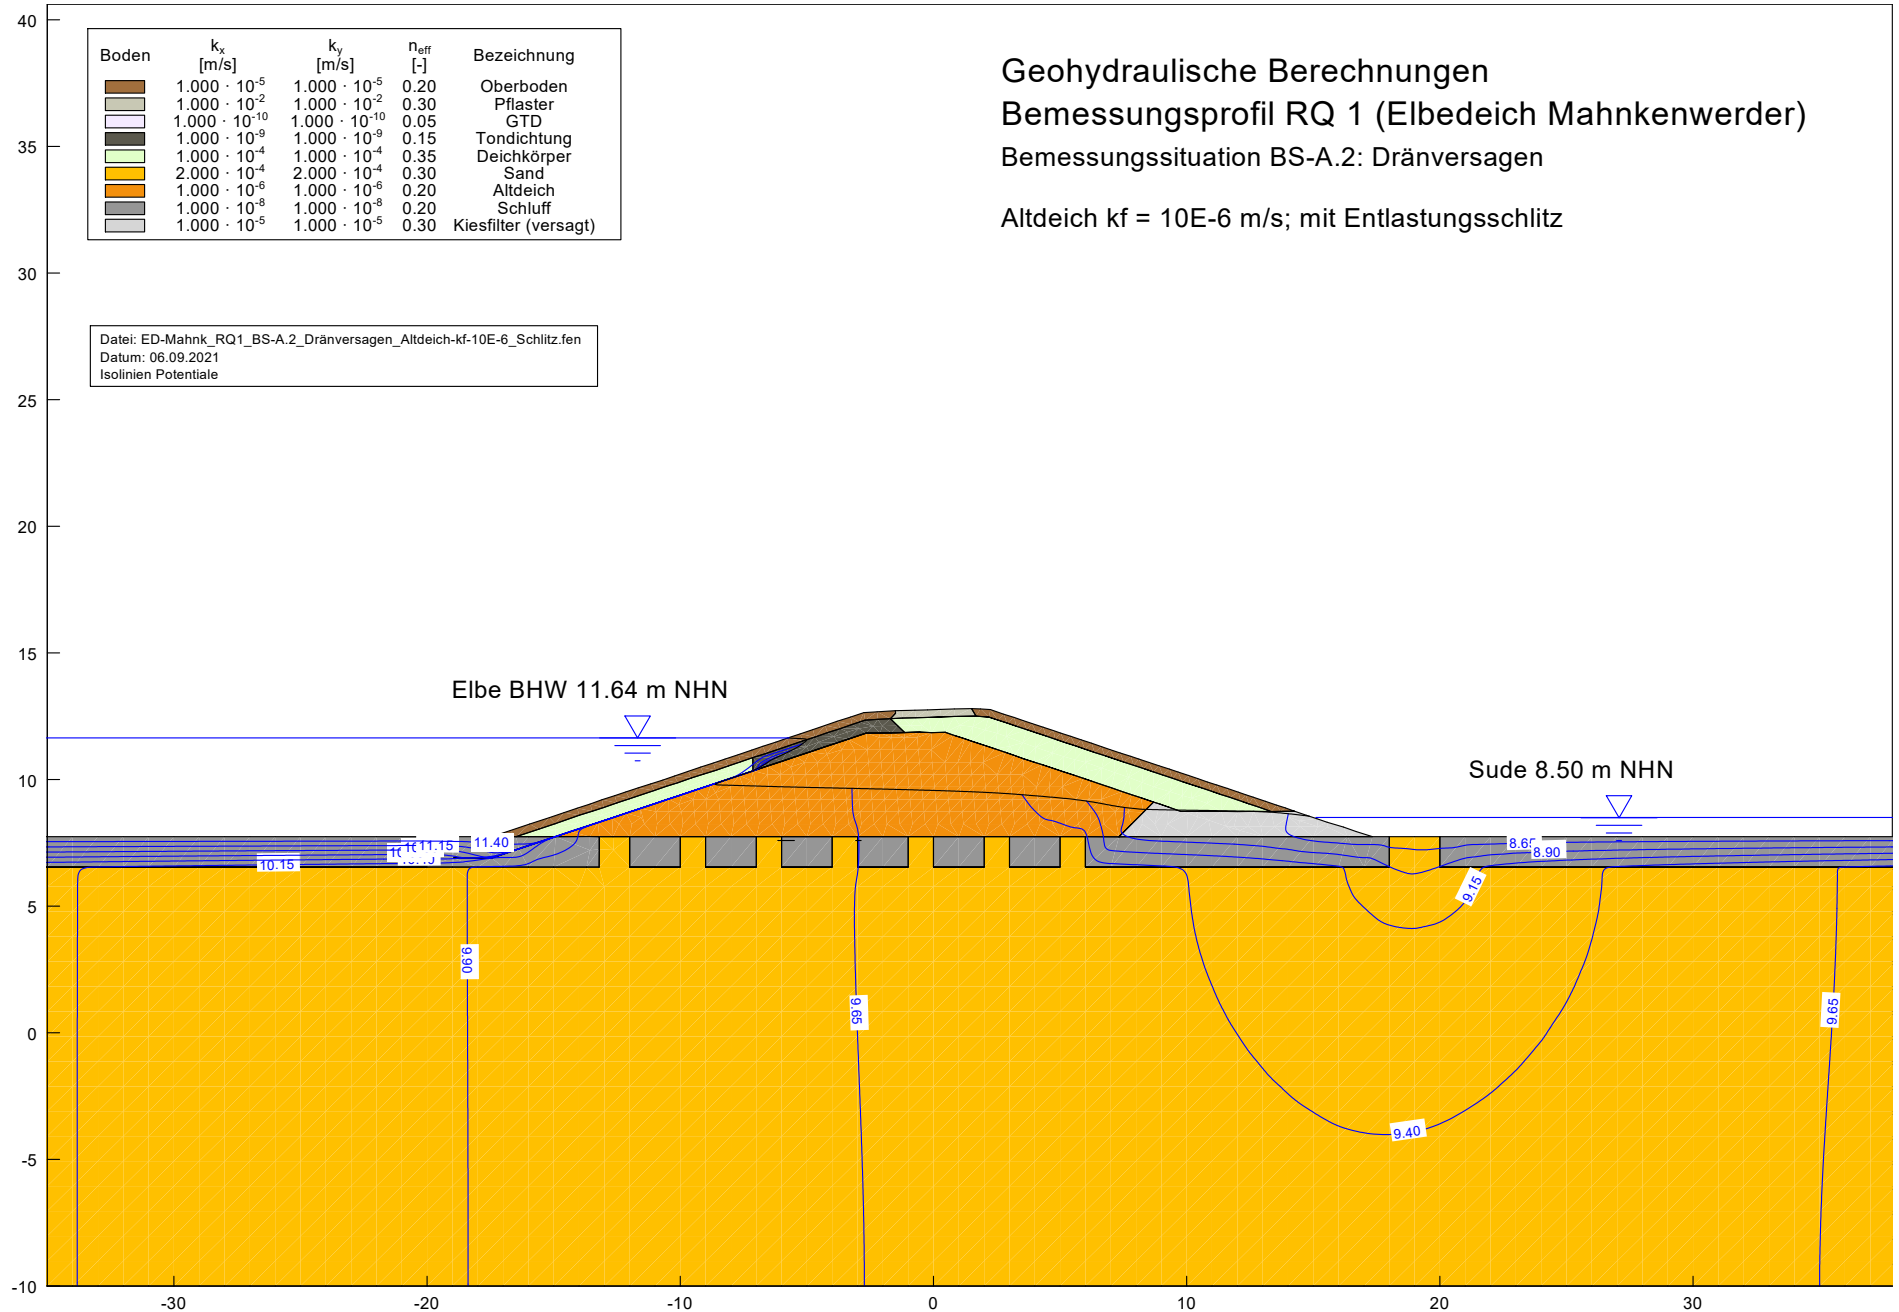 Geohydraulische Berechnungen
Bemessungsprofil RQ 1 (Elbedeich Mahnkenwerder)
Bemessungssituation BS-A.2: Dränversagen
Altdeich kf = 10E-6 m/s; mit Entlastungsschlitz
Boden kx [m/s] ky [m/s] neff [-] Bezeichnung
1.000 · 10-5 1.000 · 10-5 0.20 Oberboden
1.000 · 10-2 1.000 · 10-2 0.30 Pflaster
1.000 · 10-10 1.000 · 10-10 0.05 GTD
1.000 · 10-9 1.000 · 10-9 0.15 Tondichtung
1.000 · 10-4 1.000 · 10-4 0.35 Deichkörper
2.000 · 10-4 2.000 · 10-4 0.30 Sand
1.000 · 10-6 1.000 · 10-6 0.20 Altdeich
1.000 · 10-8 1.000 · 10-8 0.20 Schluff
1.000 · 10-5 1.000 · 10-5 0.30 Kiesfilter (versagt)
Datei: ED-Mahnk_RQ1_BS-A.2_Dränversagen_Altdeich-kf-10E-6_Schlitz.fen
Datum: 06.09.2021
Isolinien Potentiale
Elbe BHW 11.64 m NHN
Sude 8.50 m NHN
11.15
11.40
10.15
8.65
8.90
9.15
9.90
9.65
9.65
9.40
40
35
30
25
20
15
10
5
0
-5
-10
-30
-20
-10
0
10
20
30